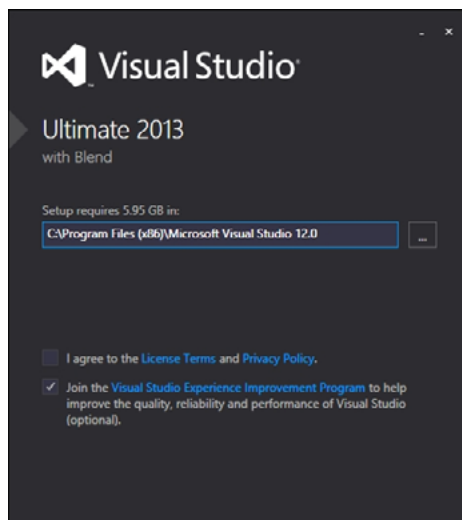 Visual Studio
Ultimate 2013
with Blend
Setup requires 5.95 GB in:
C:\Program Files (x86)\Microsoft Visual Studio 12.0
...
I agree to the License Terms and Privacy Policy.
Join the Visual Studio Experience Improvement Program to help
improve the quality, reliability and performance of Visual Studio
(optional).